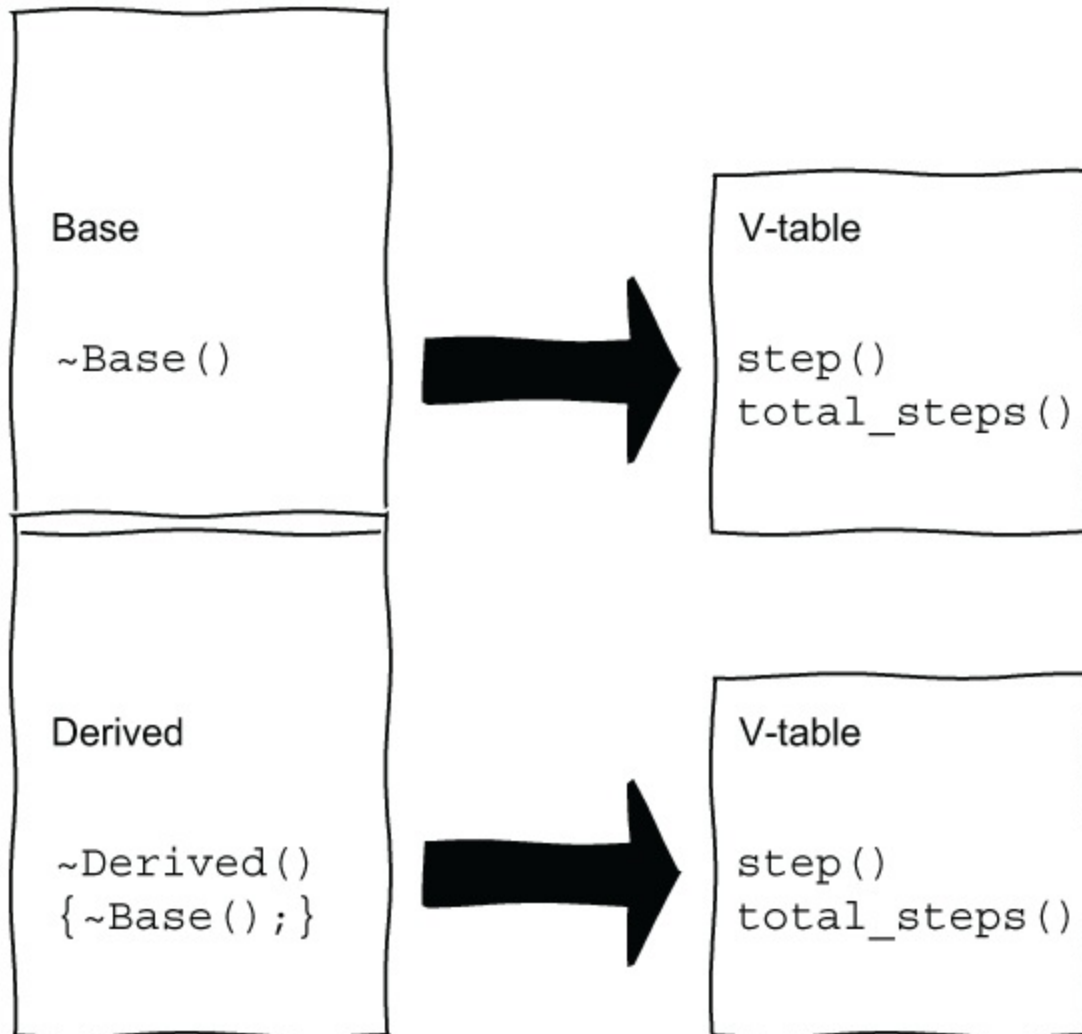 Base
V-table
~Base()
step()
total_steps()
Derived
V-table
~Derived()
{~Base();}
step()
total_steps()